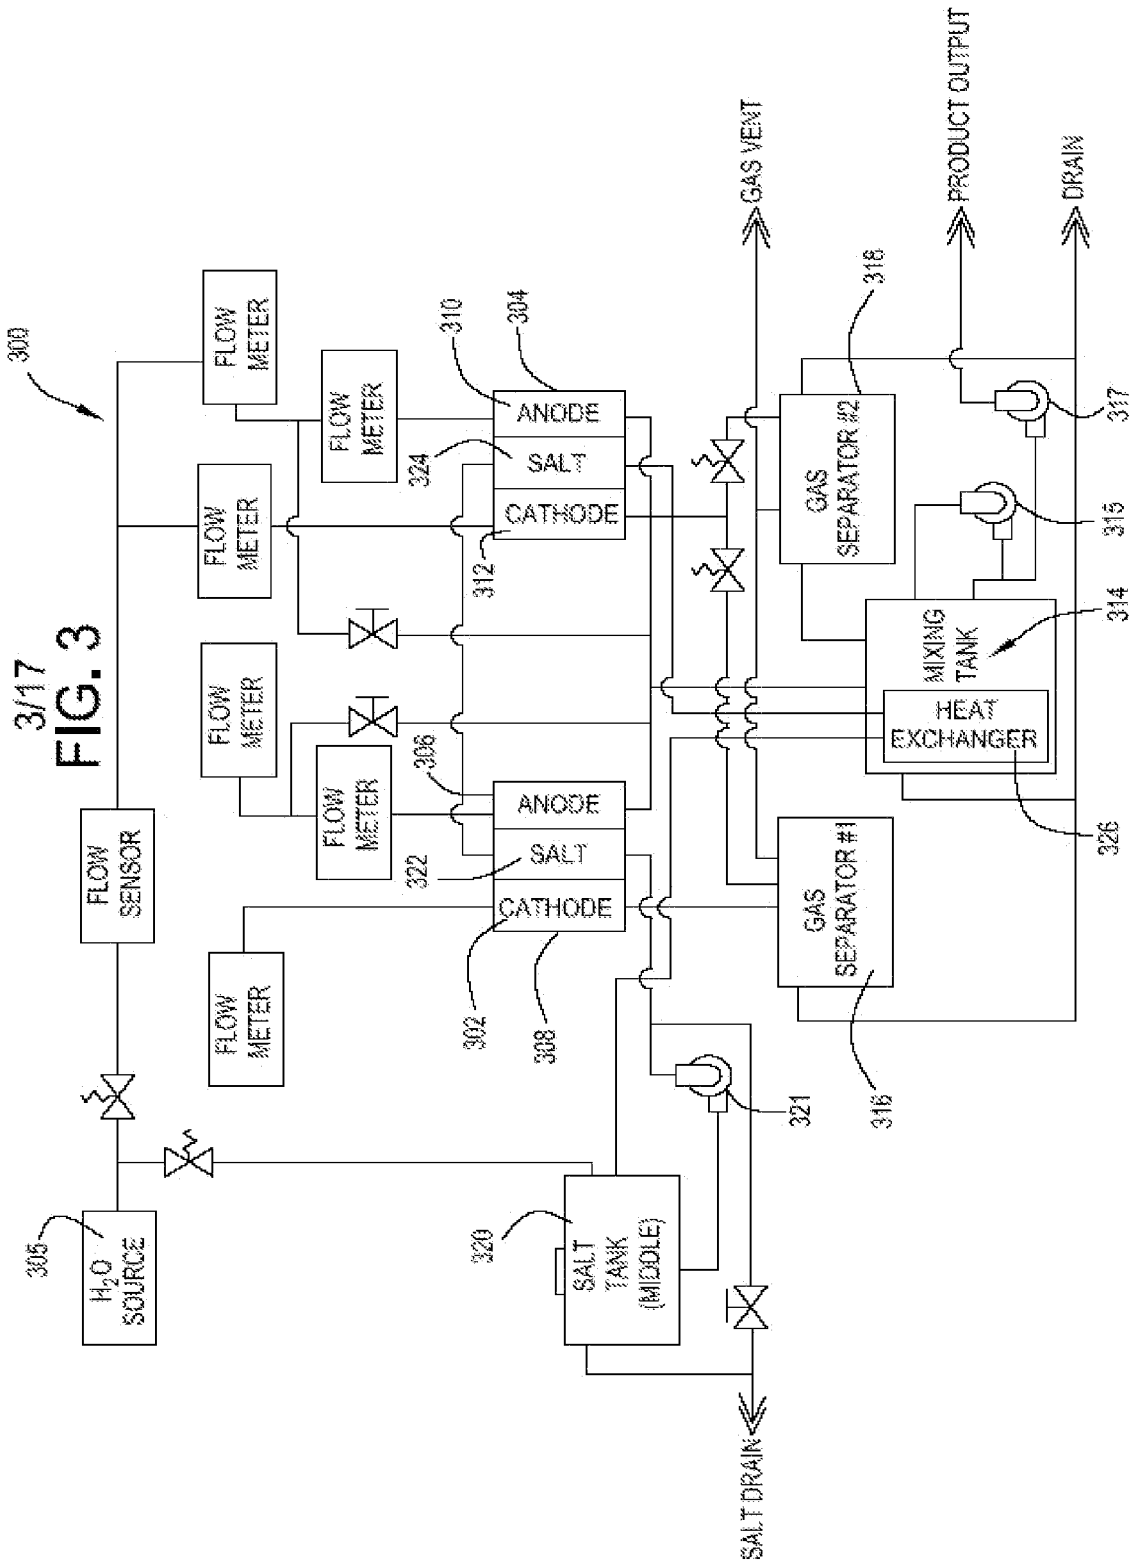 3/17
FIG. 3
300
305
H2O
SOURCE
FLOW
SENSOR
FLOW
METER
FLOW
METER
FLOW
METER
FLOW
METER
FLOW
METER
FLOW
METER
CATHODE
SALT
ANODE
302
308
322
306
CATHODE
SALT
ANODE
312
324
310
304
320
SALT
TANK
(MIDDLE)
321
SALT DRAIN
GAS
SEPARATOR #1
316
GAS
SEPARATOR #2
318
MIXING
TANK
314
HEAT
EXCHANGER
326
315
317
GAS VENT
PRODUCT OUTPUT
DRAIN